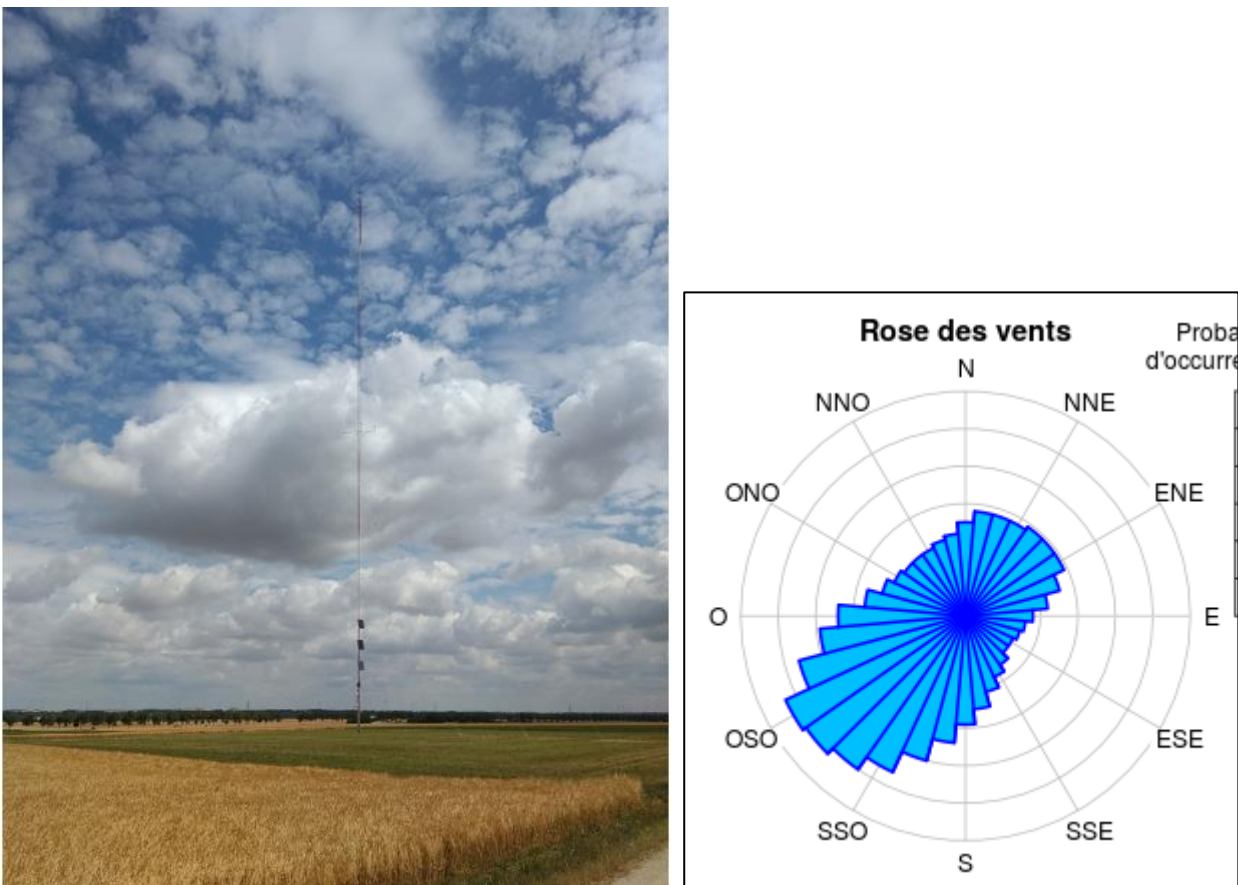 Rose des vents
Proba
d'occurre
N
NNO
NNE
ONO
ENE
O
E
OSO
ESE
SSO
SSE
S